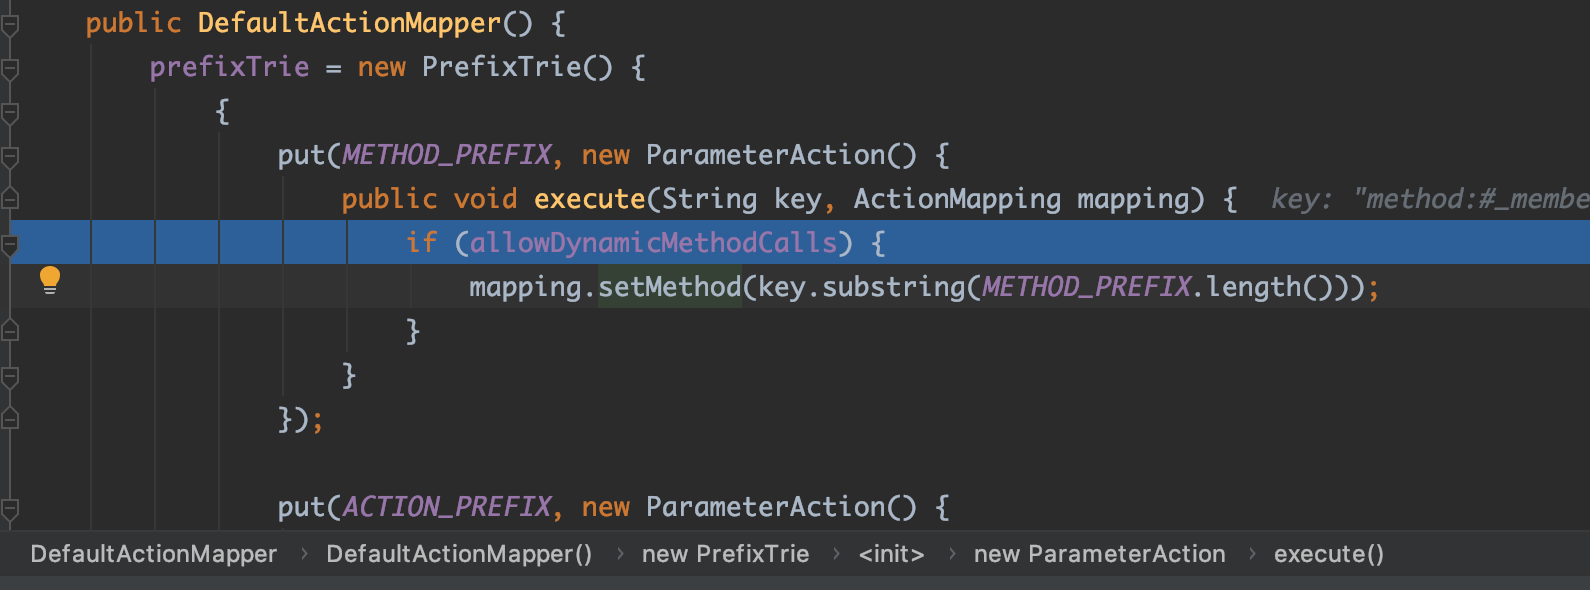 public DefaultActionMapper() {
prefixTrie = new PrefixTrie() {
{
put(METHOD_PREFIX, new ParameterAction() {
public void execute(String key, ActionMapping mapping) { key: "method:#_membe
if (allowDynamicMethodCalls) {
mapping.setMethod(key.substring(METHOD_PREFIX.length()));
}
}
});
put(ACTION_PREFIX, new ParameterAction() {
DefaultActionMapper › DefaultActionMapper() › new PrefixTrie › <init> › new ParameterAction › execute()